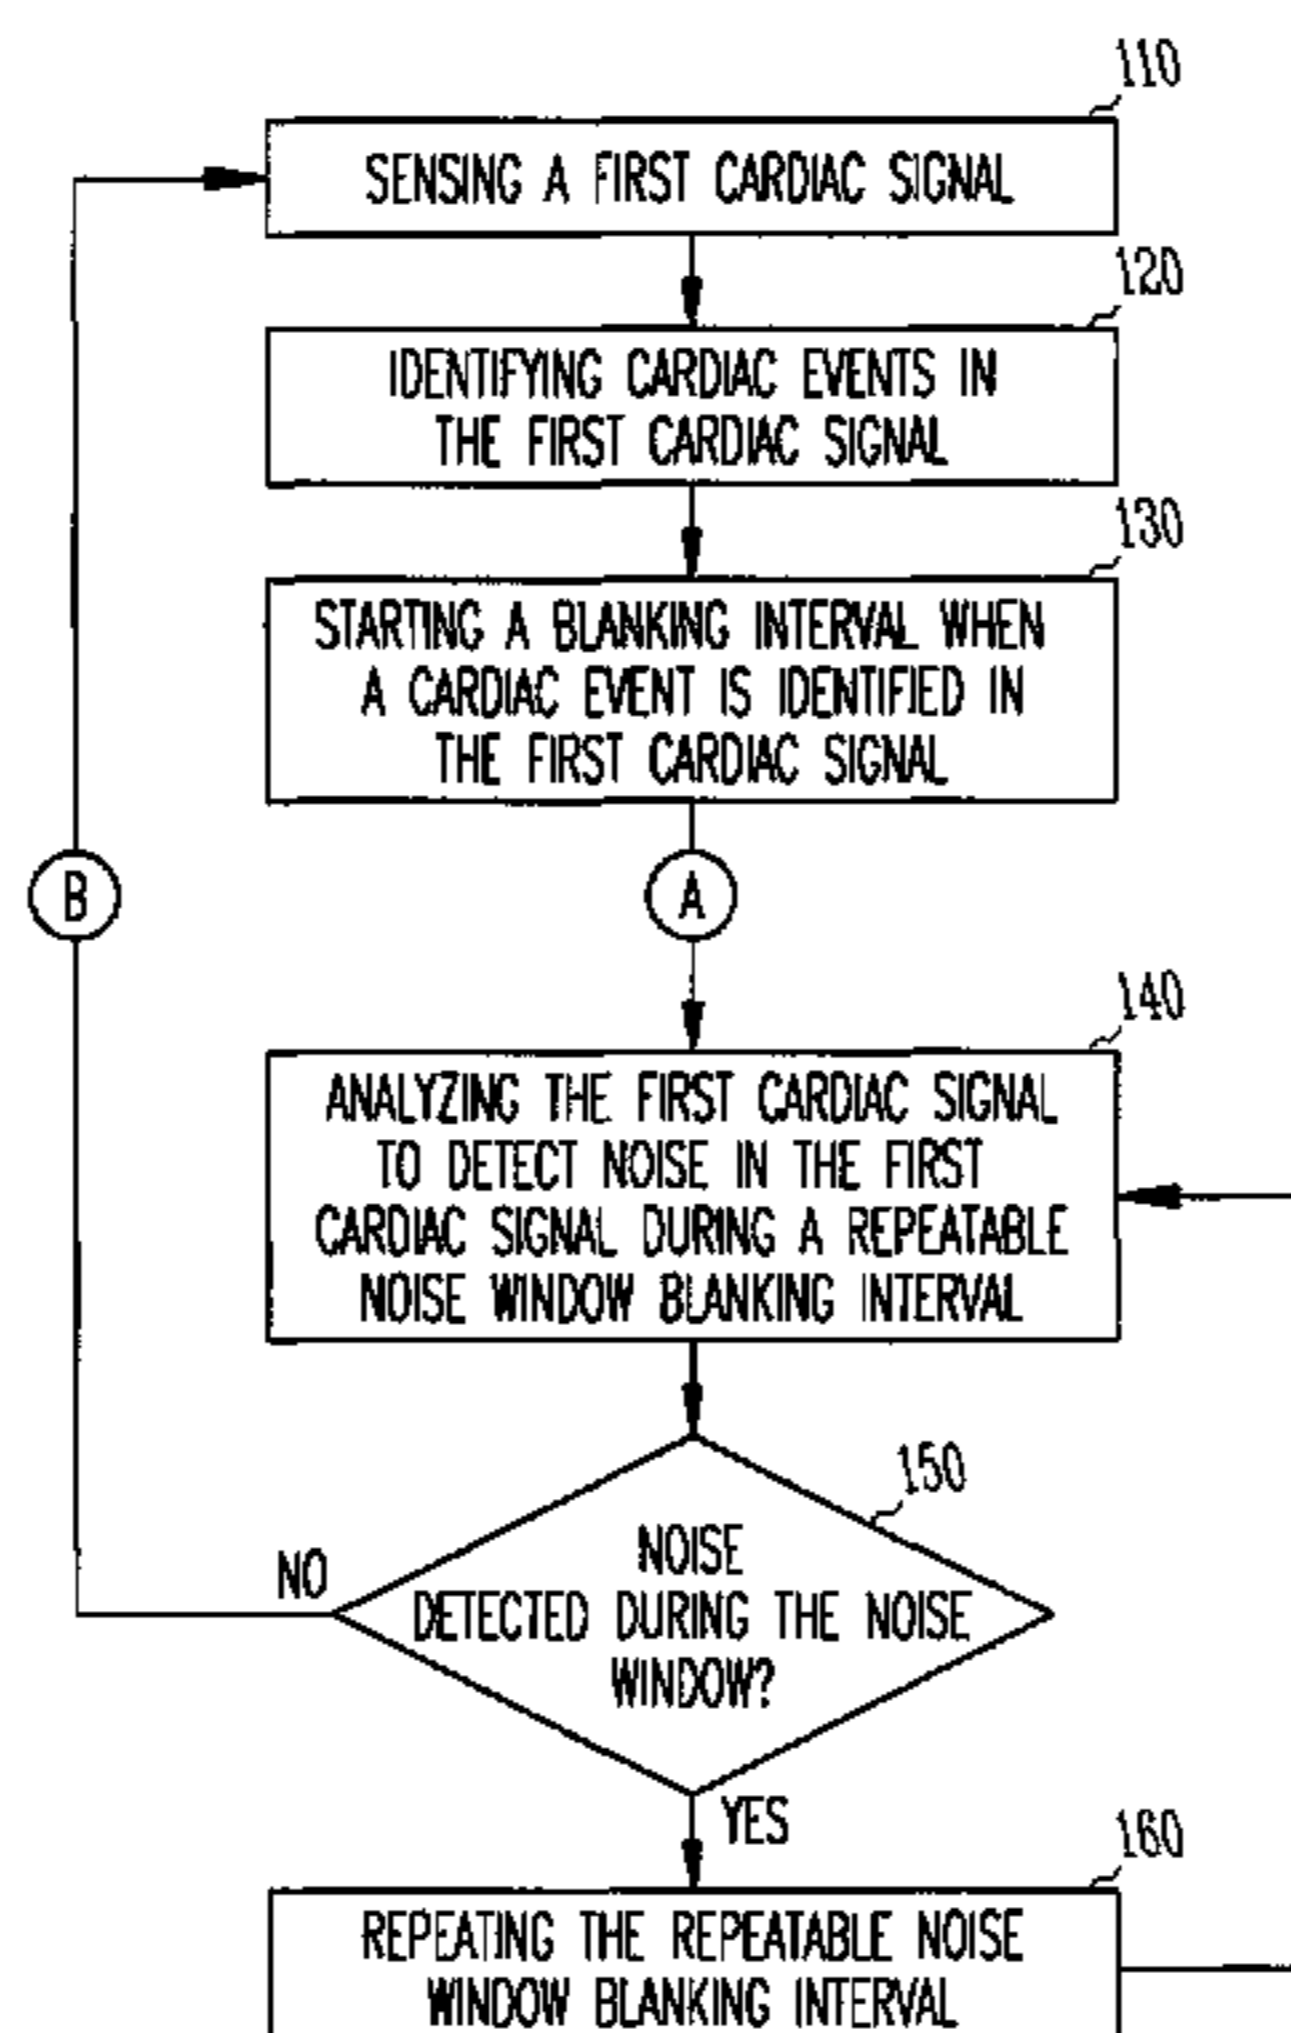 110
SENSING A FIRST CARDIAC SIGNAL
120
IDENTIFYING CARDIAC EVENTS IN
THE FIRST CARDIAC SIGNAL
130
STARTING A BLANKING INTERVAL WHEN
A CARDIAC EVENT IS IDENTIFIED IN
THE FIRST CARDIAC SIGNAL
B
A
140
ANALYZING THE FIRST CARDIAC SIGNAL
TO DETECT NOISE IN THE FIRST
CARDIAC SIGNAL DURING A REPEATABLE
NOISE WINDOW BLANKING INTERVAL
150
NOISE
DETECTED DURING THE NOISE
WINDOW?
NO
YES
160
REPEATING THE REPEATABLE NOISE
WINDOW BLANKING INTERVAL